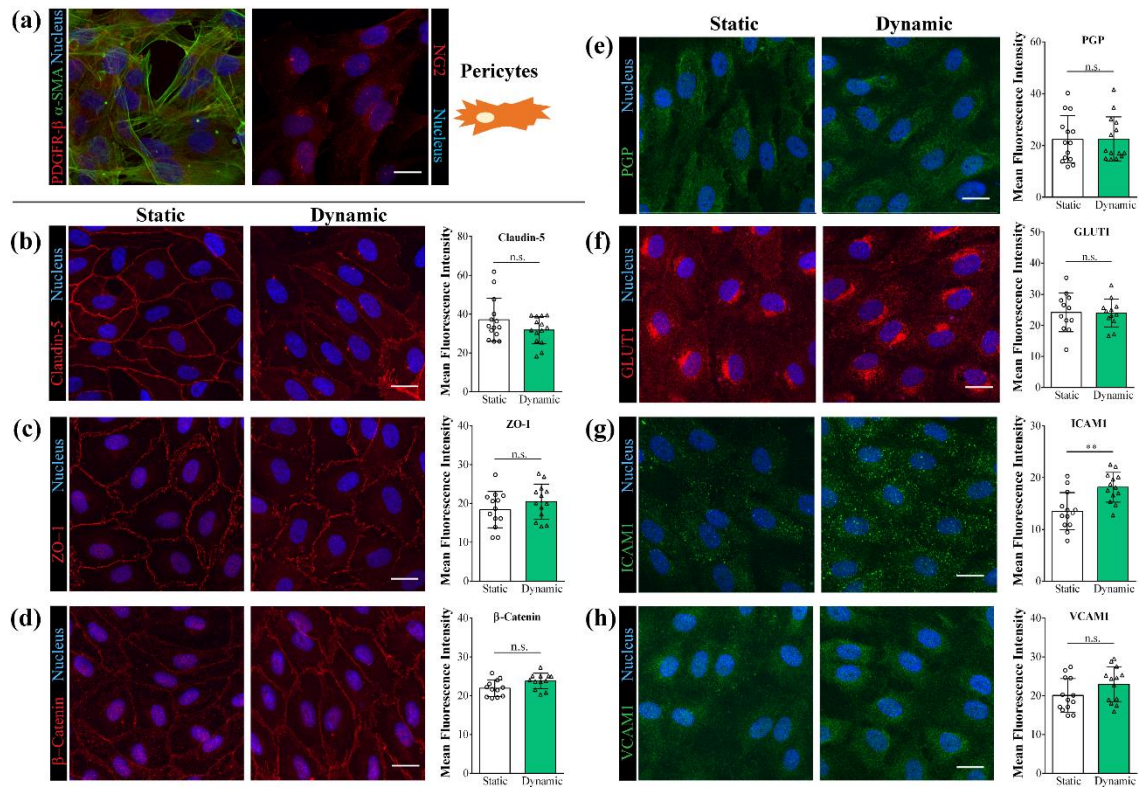 (a)
PDGFR-β α-SMA Nucleus
NG2
Nucleus
Pericytes
Static
Dynamic
(b)
Claudin-5 Nucleus
Claudin-5
n.s.
Mean Fluorescence Intensity
80
60
40
20
0
Static
Dynamic
(c)
ZO-1 Nucleus
ZO-1
n.s.
Mean Fluorescence Intensity
40
30
20
10
0
Static
Dynamic
(d)
β-Catenin Nucleus
β-Catenin
n.s.
Mean Fluorescence Intensity
40
30
20
10
0
Static
Dynamic
Static
Dynamic
(e)
PGP Nucleus
PGP
n.s.
Mean Fluorescence Intensity
60
40
20
0
Static
Dynamic
(f)
GLUT1 Nucleus
GLUT1
n.s.
Mean Fluorescence Intensity
50
40
30
20
10
0
Static
Dynamic
(g)
ICAM1 Nucleus
ICAM1
**
Mean Fluorescence Intensity
30
20
10
0
Static
Dynamic
(h)
VCAM1 Nucleus
VCAM1
n.s.
Mean Fluorescence Intensity
40
30
20
10
0
Static
Dynamic